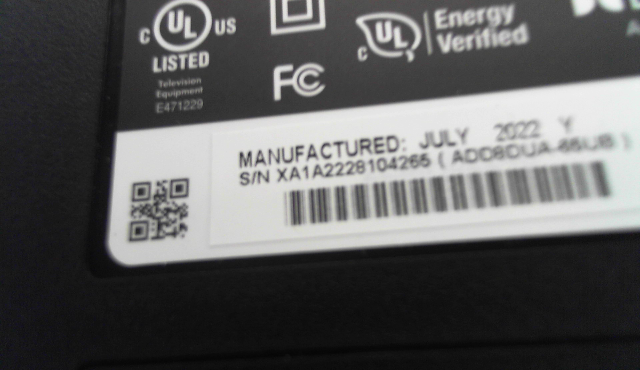 C UL US
LISTED
Television
Equipment
E471229
FC
C UL
Energy
Verified
MANUFACTURED: JULY 2022 Y
S/N XA1A2228104265